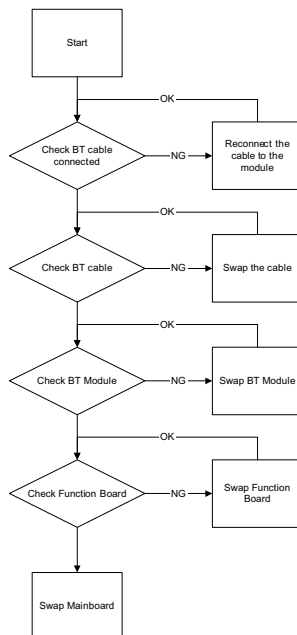 Start
OK
Check BT cable
connected
NG
Reconnect the
cable to the
module
OK
Check BT cable
NG
Swap the cable
OK
Check BT Module
NG
Swap BT Module
OK
Check Function Board
NG
Swap Function
Board
Swap Mainboard